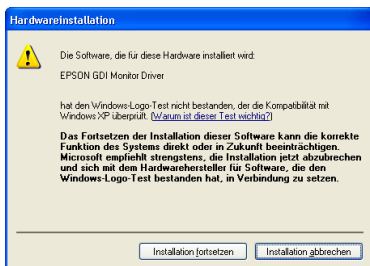 Hardwareinstallation
Die Software, die für diese Hardware installiert wird:
EPSON GDI Monitor Driver
hat den Windows-Logo-Test nicht bestanden, der die Kompatibilität mit
Windows XP überprüft. (Warum ist dieser Test wichtig?)
Das Fortsetzen der Installation dieser Software kann die korrekte
Funktion des Systems direkt oder in Zukunft beeinträchtigen.
Microsoft empfiehlt strengstens, die Installation jetzt abzubrechen
und sich mit dem Hardwarehersteller für Software, die den
Windows-Logo-Test bestanden hat, in Verbindung zu setzen.
Installation fortsetzen
Installation abbrechen